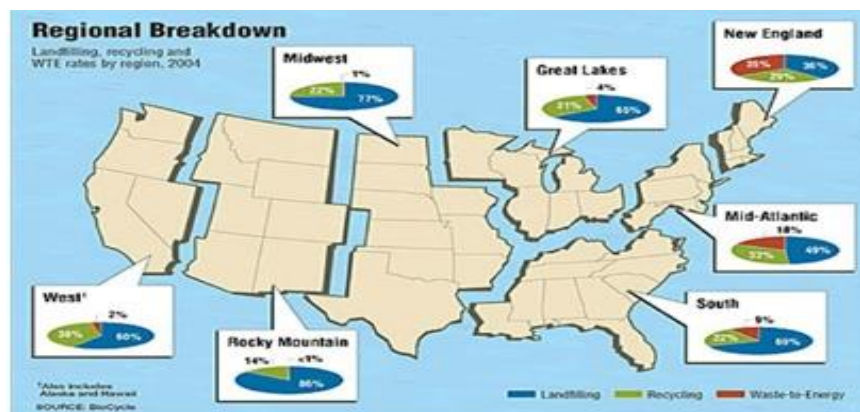 Regional Breakdown
Landfilling, recycling and
WTE rates by region, 2004
Midwest
1%
22%
77%
Great Lakes
4%
31%
65%
New England
35%
36%
29%
Mid-Atlantic
18%
33%
49%
West¹
2%
38%
60%
Rocky Mountain
14%
<1%
86%
South
9%
22%
69%
¹Also includes
Alaska and Hawaii
SOURCE: BioCycle
Landfilling
Recycling
Waste-to-Energy